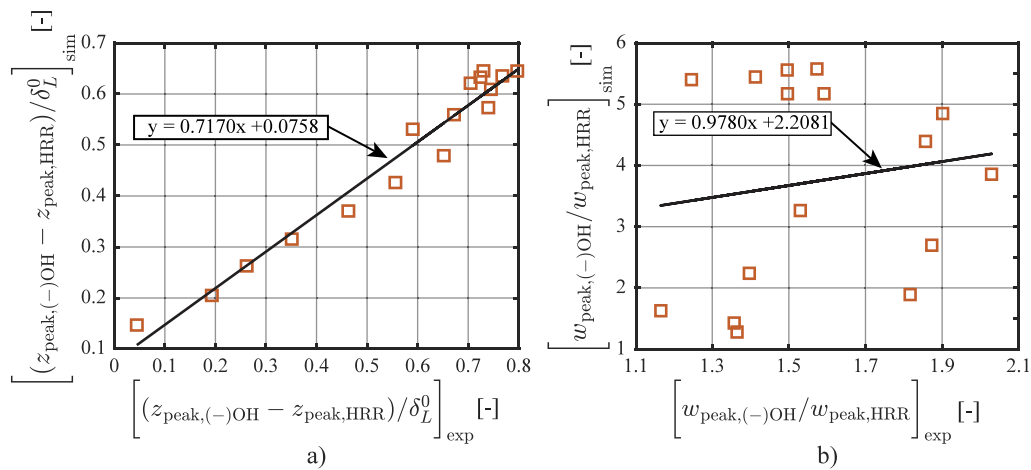 [(z_peak,(−)OH − z_peak,HRR)/δ_L^0]_sim [-]
0.7
0.6
0.5
0.4
0.3
0.2
0.1
y = 0.7170x +0.0758
0 0.1 0.2 0.3 0.4 0.5 0.6 0.7 0.8
[(z_peak,(−)OH − z_peak,HRR)/δ_L^0]_exp [-]
a)
[w_peak,(−)OH/w_peak,HRR]_sim [-]
6
5
4
3
2
1
y = 0.9780x +2.2081
1.1 1.3 1.5 1.7 1.9 2.1
[w_peak,(−)OH/w_peak,HRR]_exp [-]
b)